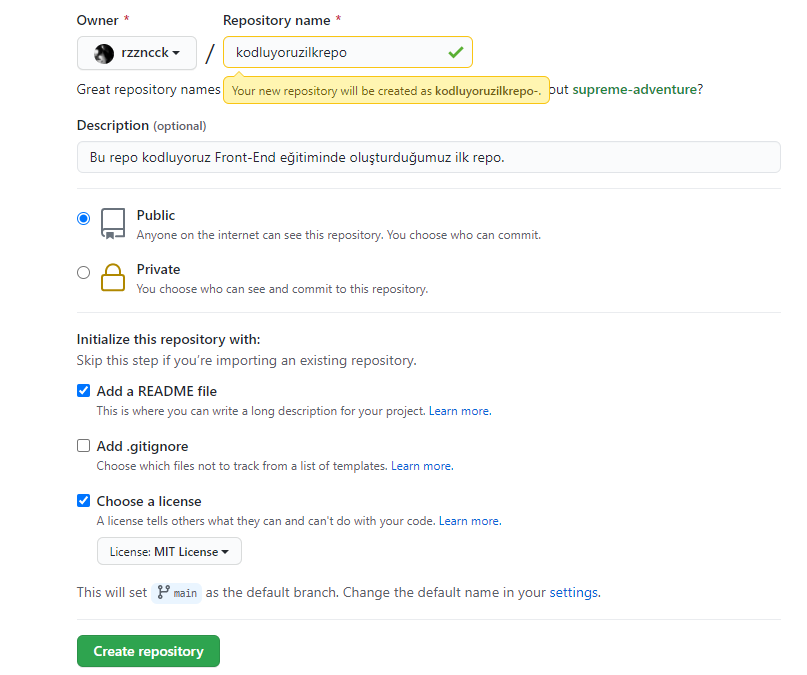 Owner * Repository name *
rzzncck / kodluyoruzilkrepo
Great repository names Your new repository will be created as kodluyoruzilkrepo-. out supreme-adventure?
Description (optional)
Bu repo kodluyoruz Front-End eğitiminde oluşturduğumuz ilk repo.
Public
Anyone on the internet can see this repository. You choose who can commit.
Private
You choose who can see and commit to this repository.
Initialize this repository with:
Skip this step if you're importing an existing repository.
Add a README file
This is where you can write a long description for your project. Learn more.
Add .gitignore
Choose which files not to track from a list of templates. Learn more.
Choose a license
A license tells others what they can and can't do with your code. Learn more.
License: MIT License
This will set main as the default branch. Change the default name in your settings.
Create repository